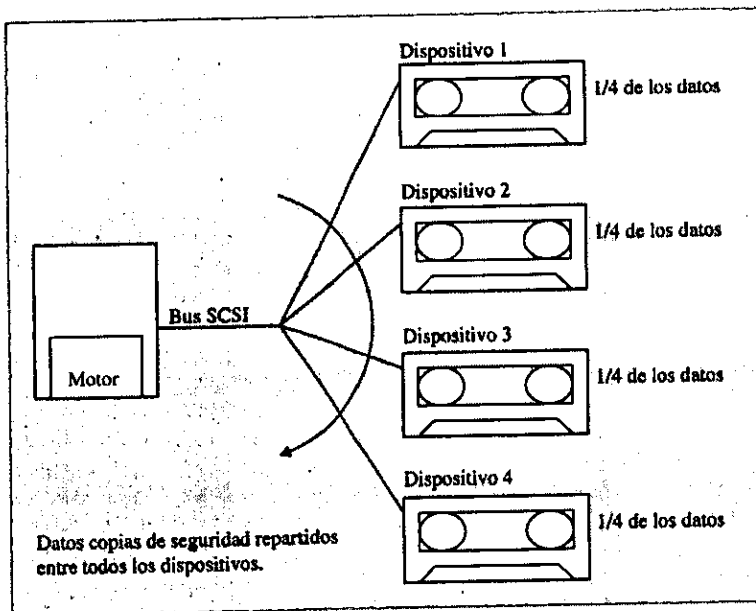 Dispositivo 1
1/4 de los datos
Dispositivo 2
1/4 de los datos
Bus SCSI
Motor
Dispositivo 3
1/4 de los datos
Dispositivo 4
1/4 de los datos
Datos copias de seguridad repartidos
entre todos los dispositivos.